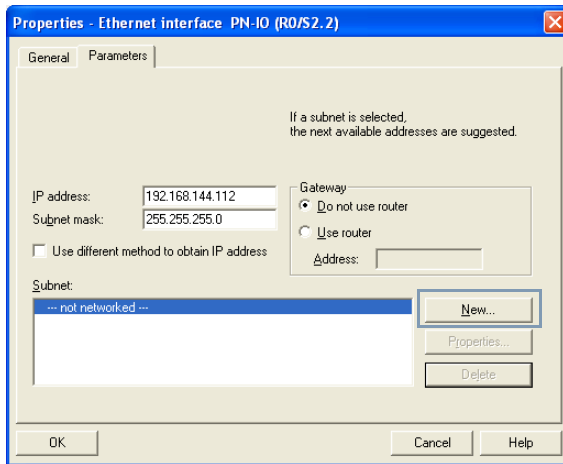 Properties - Ethernet interface PN-IO (R0/S2.2)
General Parameters
If a subnet is selected,
the next available addresses are suggested.
IP address: 192.168.144.112
Subnet mask: 255.255.255.0
Use different method to obtain IP address
Gateway
Do not use router
Use router
Address:
Subnet:
--- not networked ---
New...
Properties...
Delete
OK Cancel Help